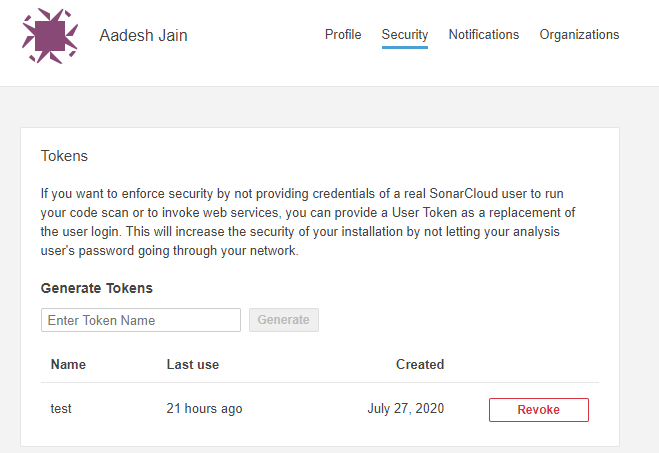 Aadesh Jain Profile Security Notifications Organizations
Tokens
If you want to enforce security by not providing credentials of a real SonarCloud user to run
your code scan or to invoke web services, you can provide a User Token as a replacement of
the user login. This will increase the security of your installation by not letting your analysis
user's password going through your network.
Generate Tokens
Enter Token Name Generate
Name Last use Created
test 21 hours ago July 27, 2020 Revoke